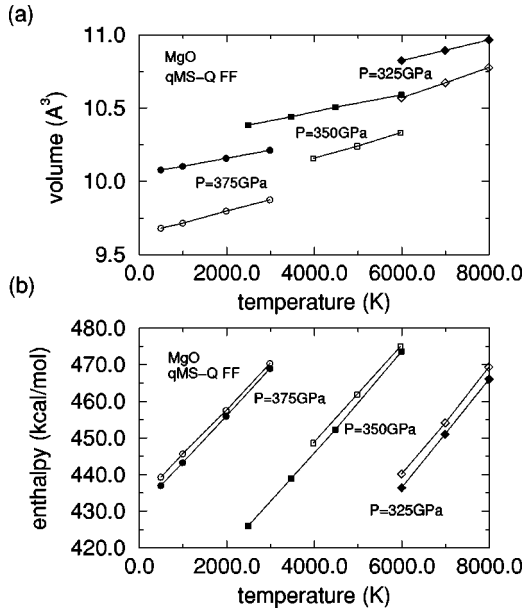 (a)
11.0
10.5
10.0
9.5
volume (A³)
MgO
qMS-Q FF
P=325GPa
P=350GPa
P=375GPa
0.0 2000.0 4000.0 6000.0 8000.0
temperature (K)
(b)
480.0
470.0
460.0
450.0
440.0
430.0
420.0
enthalpy (kcal/mol)
MgO
qMS-Q FF
P=375GPa
P=350GPa
P=325GPa
0.0 2000.0 4000.0 6000.0 8000.0
temperature (K)